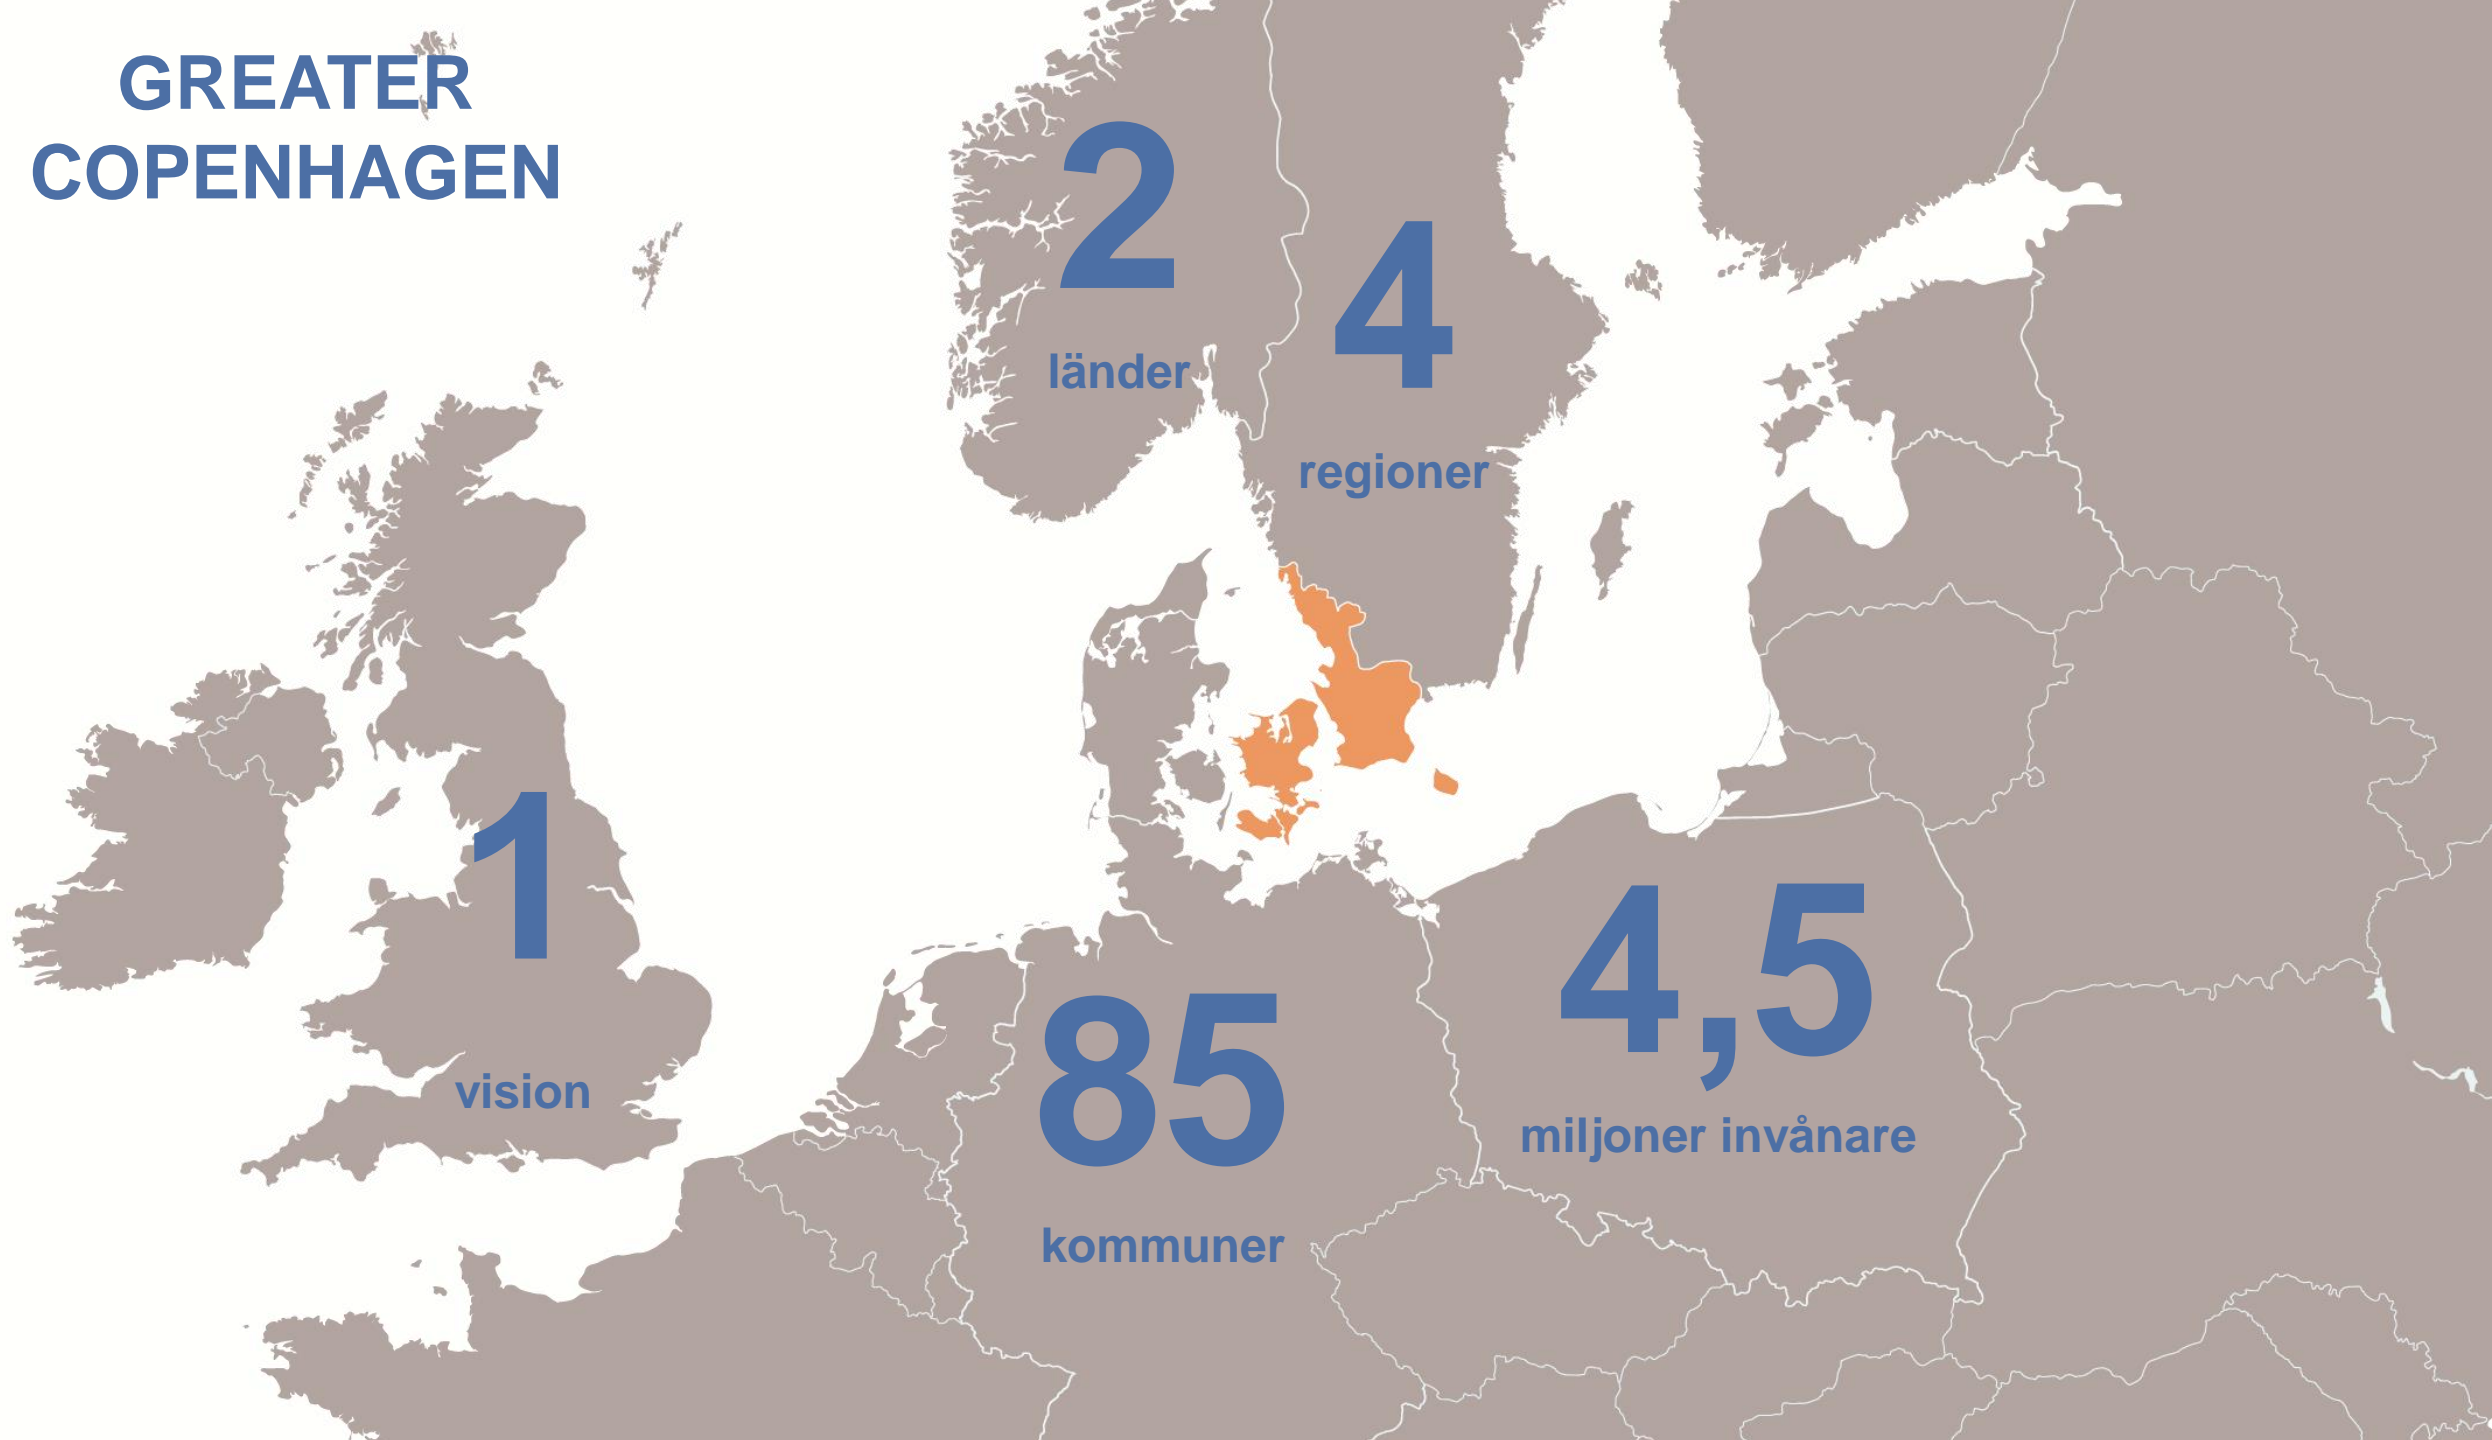 GREATER
COPENHAGEN
2
länder
4
regioner
1
vision
85
kommuner
4,5
miljoner invånare